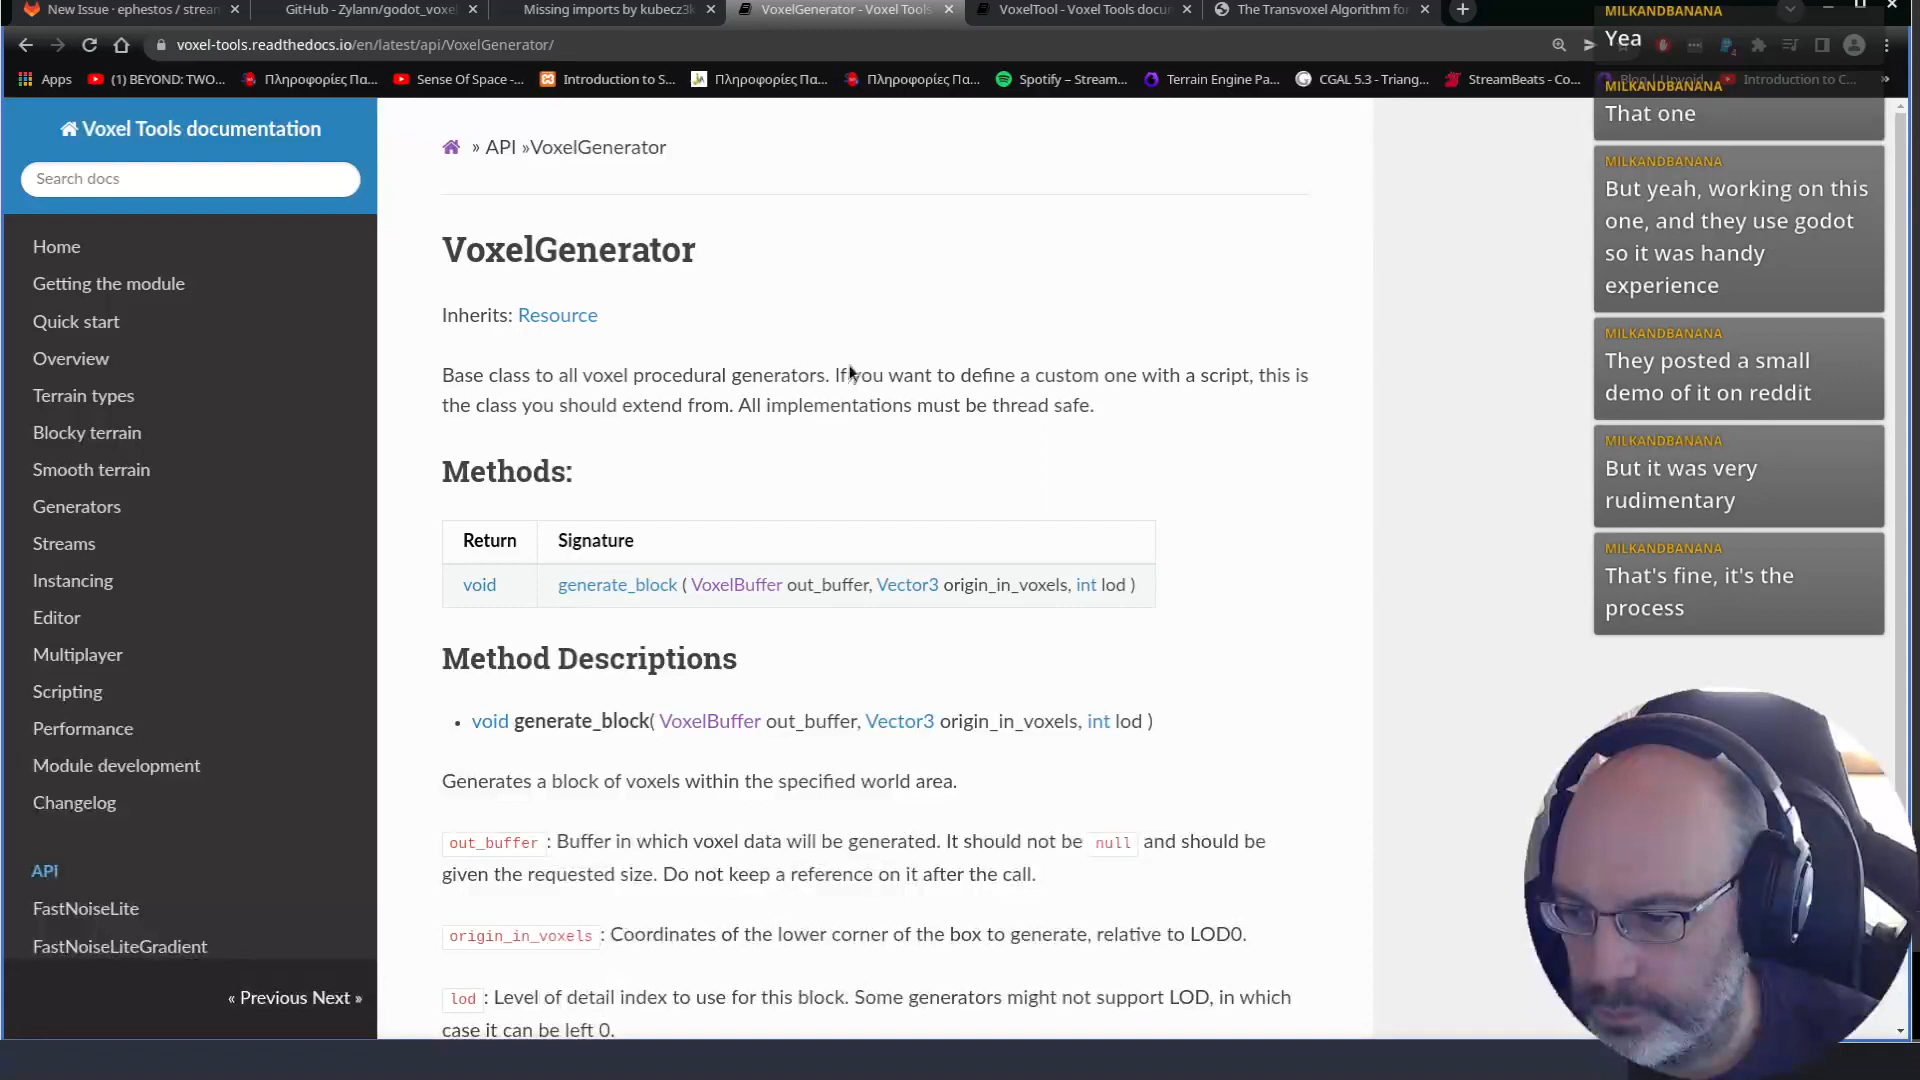 New Issue · ephestos / strear
GitHub - Zylann/godot_voxel
Missing imports by kubecz3k
VoxelGenerator - Voxel Tools
VoxelTool - Voxel Tools docum
The Transvoxel Algorithm for
voxel-tools.readthedocs.io/en/latest/api/VoxelGenerator/
Apps
(1) BEYOND: TWO...
Πληροφορίες Πα...
Sense Of Space -...
Introduction to S...
Πληροφορίες Πα...
Πληροφορίες Πα...
Spotify – Stream...
Terrain Engine Pa...
CGAL 5.3 - Triang...
StreamBeats - Co...
Blog | Unvoid
Introduction to C...
Voxel Tools documentation
Search docs
Home
Getting the module
Quick start
Overview
Terrain types
Blocky terrain
Smooth terrain
Generators
Streams
Instancing
Editor
Multiplayer
Scripting
Performance
Module development
Changelog
API
FastNoiseLite
FastNoiseLiteGradient
« Previous Next »
» API »VoxelGenerator
VoxelGenerator
Inherits: Resource
Base class to all voxel procedural generators. If you want to define a custom one with a script, this is
the class you should extend from. All implementations must be thread safe.
Methods:
Return Signature
void generate_block ( VoxelBuffer out_buffer, Vector3 origin_in_voxels, int lod )
Method Descriptions
• void generate_block( VoxelBuffer out_buffer, Vector3 origin_in_voxels, int lod )
Generates a block of voxels within the specified world area.
out_buffer : Buffer in which voxel data will be generated. It should not be null and should be
given the requested size. Do not keep a reference on it after the call.
origin_in_voxels : Coordinates of the lower corner of the box to generate, relative to LOD0.
lod : Level of detail index to use for this block. Some generators might not support LOD, in which
case it can be left 0.
MILKANDBANANA
Yea
MILKANDBANANA
That one
MILKANDBANANA
But yeah, working on this
one, and they use godot
so it was handy
experience
MILKANDBANANA
They posted a small
demo of it on reddit
MILKANDBANANA
But it was very
rudimentary
MILKANDBANANA
That's fine, it's the
process